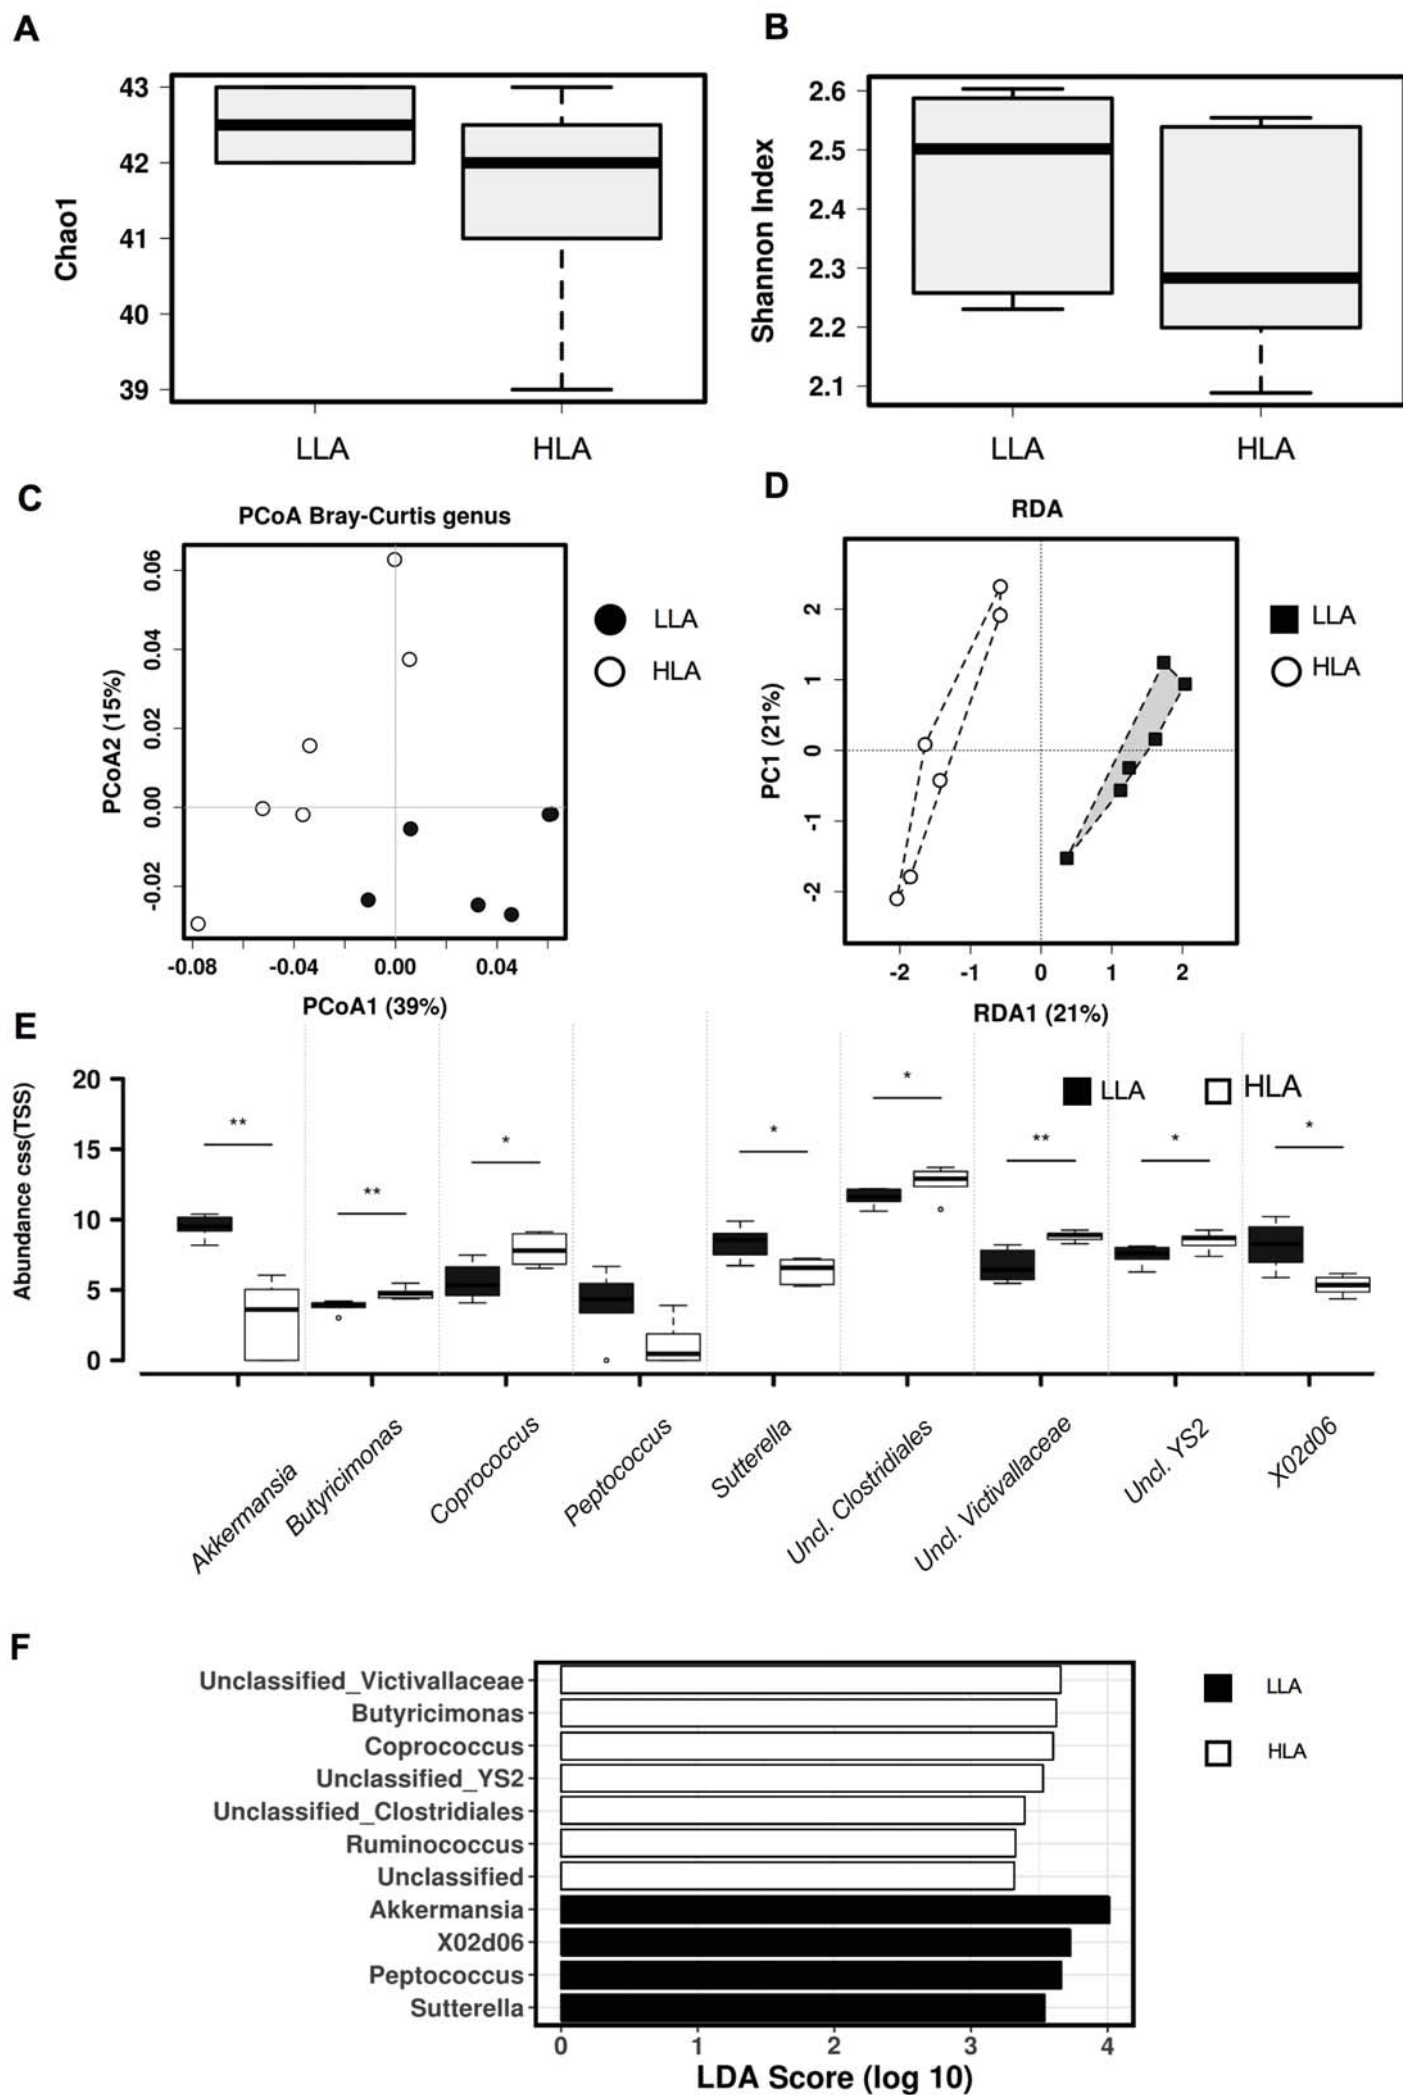 A
Chao1
43
42
41
40
39
LLA
HLA
B
Shannon Index
2.6
2.5
2.4
2.3
2.2
2.1
LLA
HLA
C
PCoA Bray-Curtis genus
PCoA2 (15%)
0.06
0.04
0.02
0.00
-0.02
-0.08
-0.04
0.00
0.04
PCoA1 (39%)
LLA
HLA
D
RDA
PC1 (21%)
2
1
0
-1
-2
-2
-1
0
1
2
RDA1 (21%)
LLA
HLA
E
Abundance css(TSS)
20
15
10
5
0
**
**
*
*
*
**
*
*
LLA
HLA
Akkermansia
Butyricimonas
Coprococcus
Peptococcus
Sutterella
Uncl. Clostridiales
Uncl. Victivallaceae
Uncl. YS2
X02d06
F
Unclassified_Victivallaceae
Butyricimonas
Coprococcus
Unclassified_YS2
Unclassified_Clostridiales
Ruminococcus
Unclassified
Akkermansia
X02d06
Peptococcus
Sutterella
0
1
2
3
4
LDA Score (log 10)
LLA
HLA